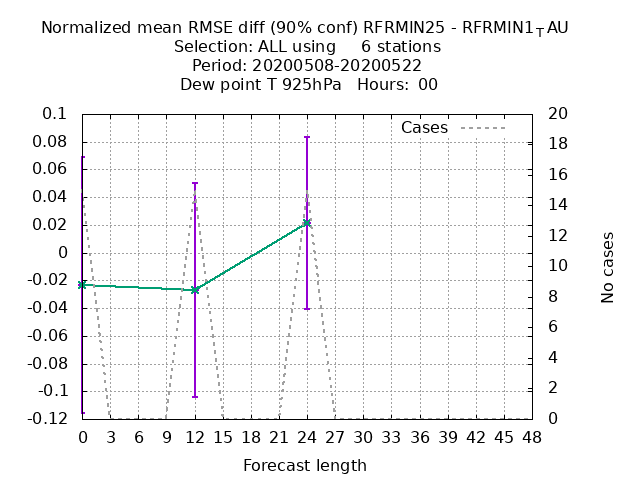 Normalized mean RMSE diff (90% conf) RFRMIN25 - RFRMIN1TAU
Selection: ALL using 6 stations
Period: 20200508-20200522
Dew point T 925hPa Hours: 00
Cases
0.1
0.08
0.06
0.04
0.02
0
-0.02
-0.04
-0.06
-0.08
-0.1
-0.12
20
18
16
14
12
10
8
6
4
2
0
No cases
0 3 6 9 12 15 18 21 24 27 30 33 36 39 42 45 48
Forecast length